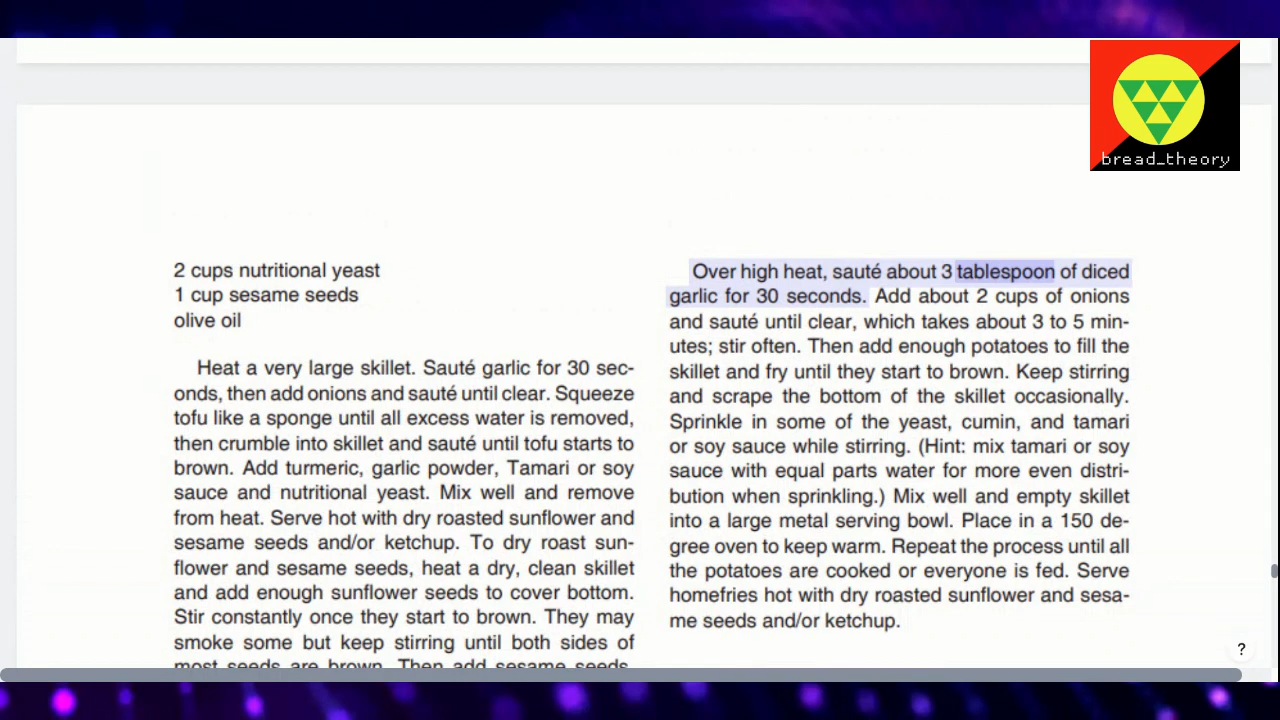 bread_theory
2 cups nutritional yeast
1 cup sesame seeds
olive oil
Heat a very large skillet. Sauté garlic for 30 sec-
onds, then add onions and sauté until clear. Squeeze
tofu like a sponge until all excess water is removed,
then crumble into skillet and sauté until tofu starts to
brown. Add turmeric, garlic powder, Tamari or soy
sauce and nutritional yeast. Mix well and remove
from heat. Serve hot with dry roasted sunflower and
sesame seeds and/or ketchup. To dry roast sun-
flower and sesame seeds, heat a dry, clean skillet
and add enough sunflower seeds to cover bottom.
Stir constantly once they start to brown. They may
smoke some but keep stirring until both sides of
most seeds are brown. Then add sesame seeds,
Over high heat, sauté about 3 tablespoon of diced
garlic for 30 seconds. Add about 2 cups of onions
and sauté until clear, which takes about 3 to 5 min-
utes; stir often. Then add enough potatoes to fill the
skillet and fry until they start to brown. Keep stirring
and scrape the bottom of the skillet occasionally.
Sprinkle in some of the yeast, cumin, and tamari
or soy sauce while stirring. (Hint: mix tamari or soy
sauce with equal parts water for more even distri-
bution when sprinkling.) Mix well and empty skillet
into a large metal serving bowl. Place in a 150 de-
gree oven to keep warm. Repeat the process until all
the potatoes are cooked or everyone is fed. Serve
homefries hot with dry roasted sunflower and sesa-
me seeds and/or ketchup.
?